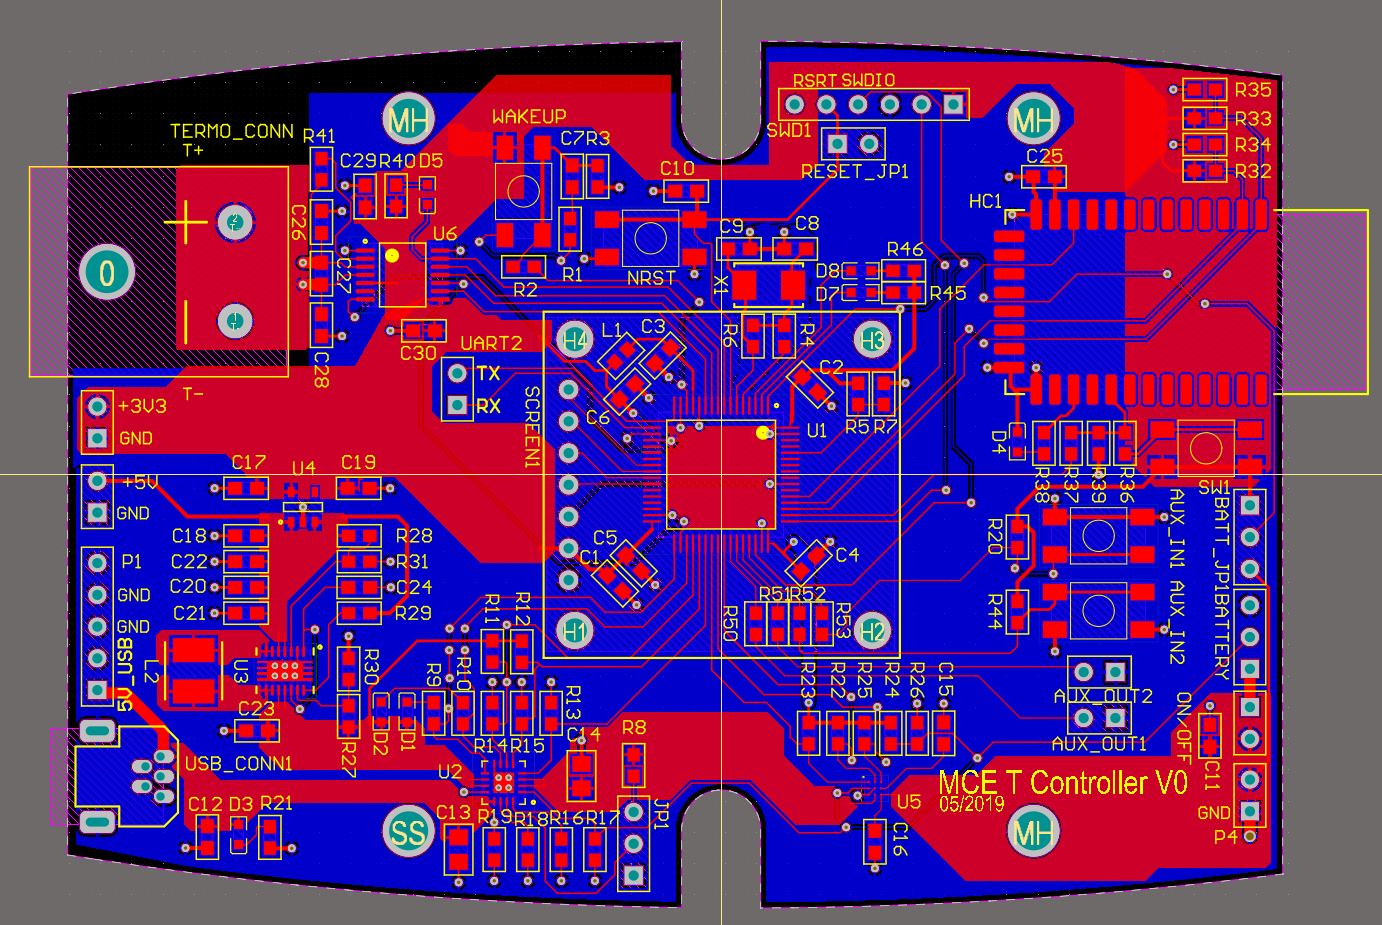 RSRT SWDIO
R35
MH
WAKEUP
SWD1
MH
R33
TERMO_CONN
T+
R41
C7 R3
R34
C29 R40 D5
C10
RESET_JP1
C25
R32
C26
HC1
U6
C9
C8
R46
0
C27
R1
NRST
X1
D8
R2
D7
R45
C30
UART2
H4
L1
C3
R6
R4
H3
C28
TX
C2
T-
+3V3
RX
SCREEN1
C6
R5 R7
GND
U1
D4
C17
U4
C19
R38
R37
R39
R36
SW1
+5V
GND
C18
R28
R20
AUX_IN1
BATT_JP1
P1
C22
R31
C5
C1
C4
GND
C20
C24
R51 R52
GND
C21
R29
R11
R12
H1
R50
R53
H2
R44
AUX_IN2
BATTERY
5V_USB
L2
U3
R30
R9
R10
R13
R23
R22
R25
R24
R26
C15
AUX_OUT2
C23
R27
D2
D1
R14 R15
C14
R8
AUX_OUT1
ON/OFF
USB_CONN1
U2
C11
MCE T Controller V0
05/2019
C12 D3 R21
SS
C13
R19
R18
R16
R17
JP1
U5
C16
MH
GND
P4